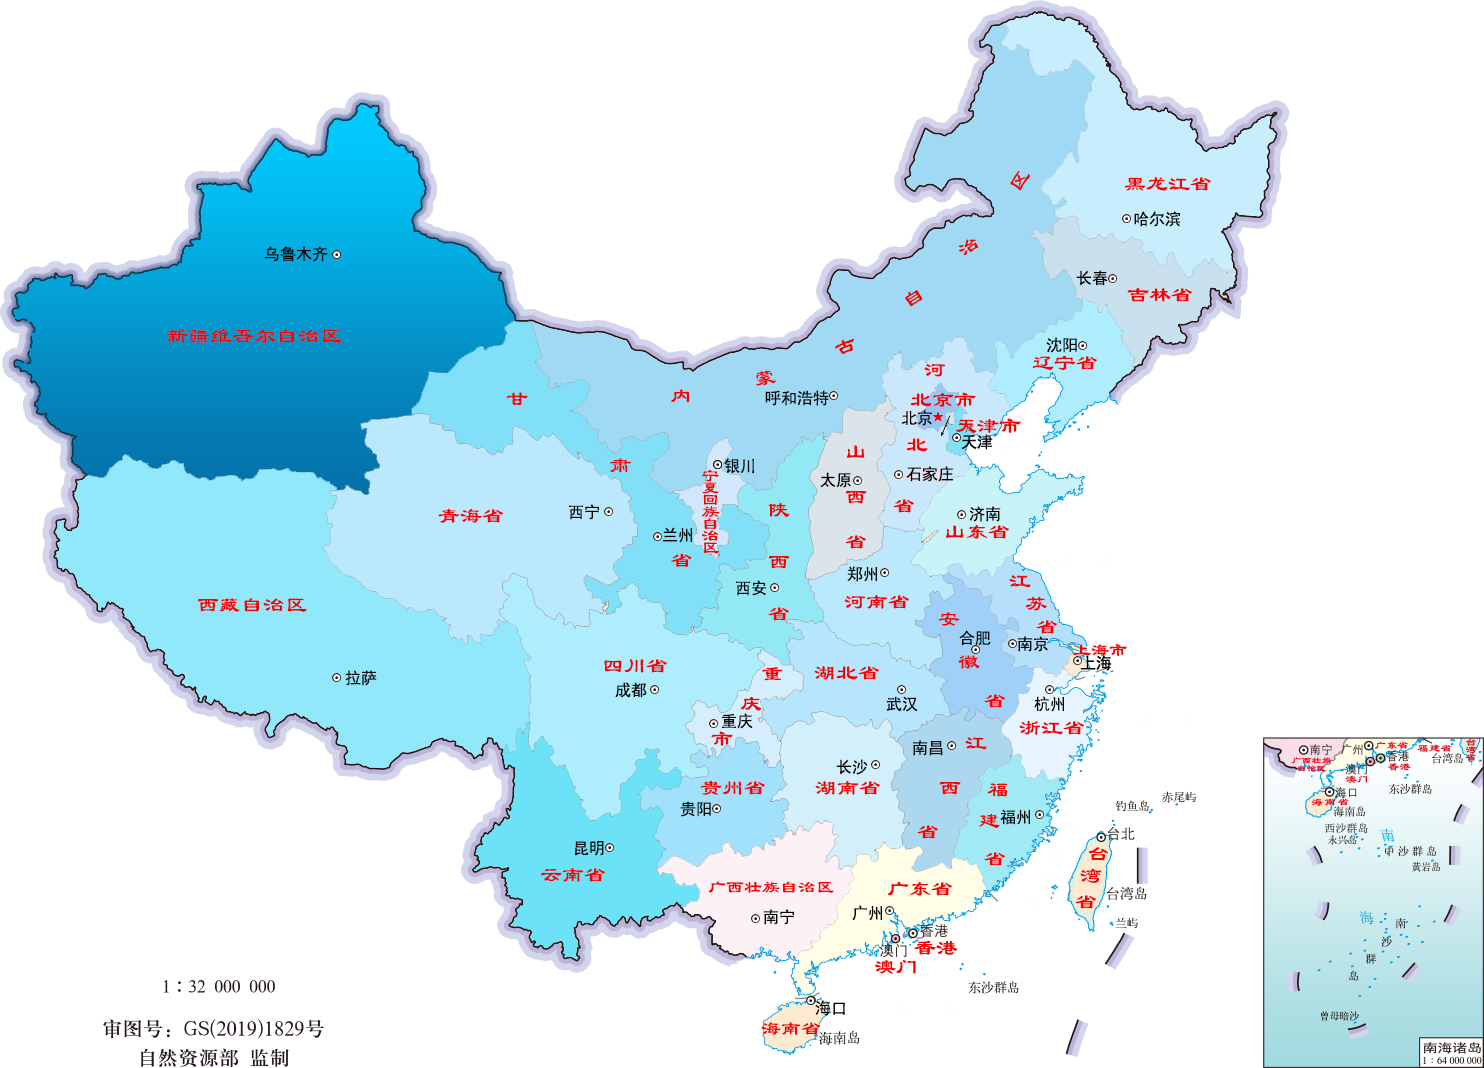 黑龙江省
哈尔滨
长春
吉林省
沈阳
辽宁省
内蒙古自治区
呼和浩特
乌鲁木齐
新疆维吾尔自治区
甘肃省
兰州
河北省
石家庄
北京市
北京
天津市
天津
山西省
太原
银川
宁夏回族自治区
陕西省
西安
青海省
西宁
济南
山东省
郑州
河南省
江苏省
南京
安徽省
合肥
上海市
上海
西藏自治区
拉萨
四川省
成都
重庆市
重庆
湖北省
武汉
杭州
浙江省
南昌
江西省
长沙
湖南省
贵州省
贵阳
福建省
福州
昆明
云南省
广西壮族自治区
南宁
广东省
广州
香港
香港
澳门
澳门
台北
台湾省
台湾岛
钓鱼岛
赤尾屿
兰屿
东沙群岛
海口
海南省
海南岛
1：32 000 000
审图号：GS(2019)1829号
自然资源部 监制
南宁
广西壮族
自治区
广州
广东省
香港
香港
澳门
澳门
福建省
台湾省
台湾岛
海口
海南省
海南岛
东沙群岛
西沙群岛
永兴岛
中沙群岛
黄岩岛
南海
南沙群岛
曾母暗沙
南海诸岛
1：64 000 000